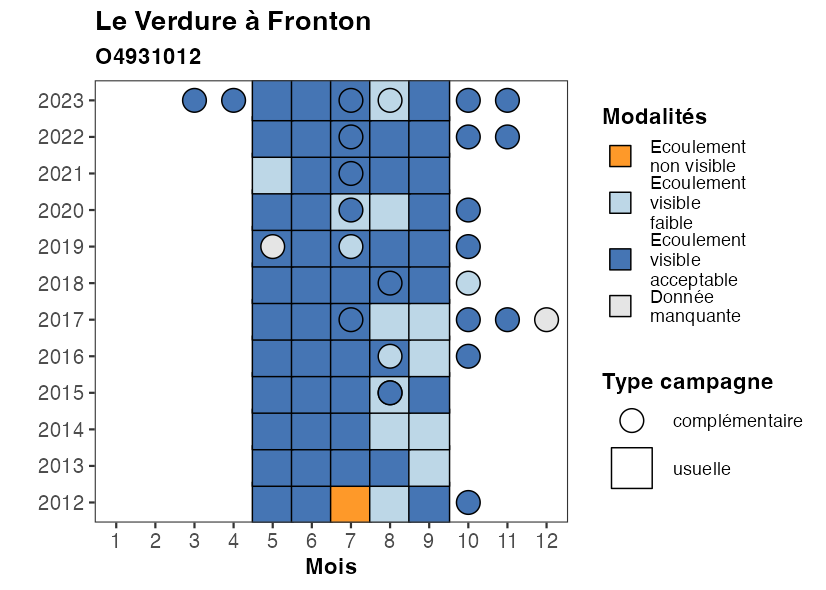 Le Verdure à Fronton
O4931012
2023
2022
2021
2020
2019
2018
2017
2016
2015
2014
2013
2012
1 2 3 4 5 6 7 8 9 10 11 12
Mois
Modalités
Ecoulement
non visible
Ecoulement
visible
faible
Ecoulement
visible
acceptable
Donnée
manquante
Type campagne
complémentaire
usuelle